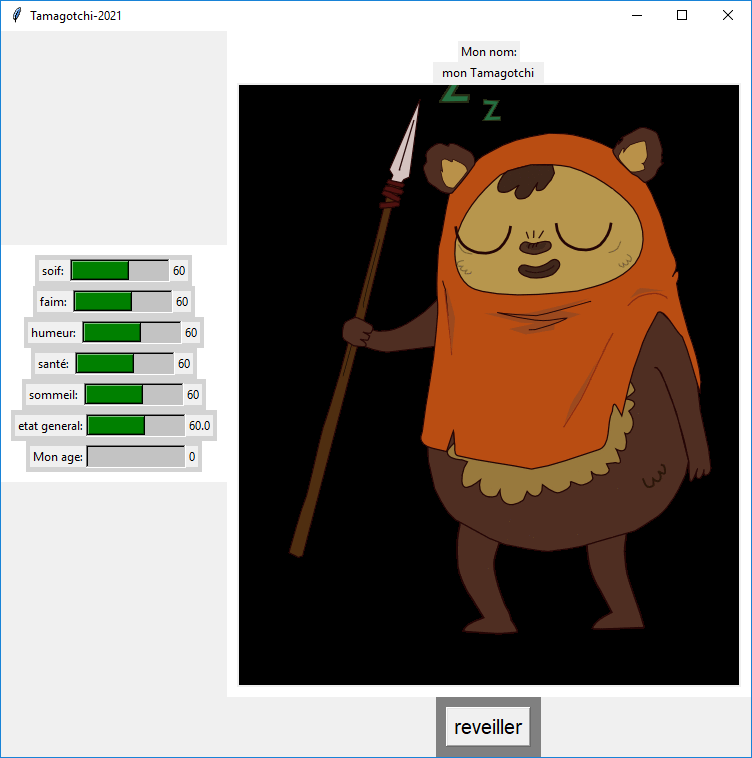 Tamagotchi-2021
Mon nom:
mon Tamagotchi
Z
Z
soif: 60
faim: 60
humeur: 60
santé: 60
sommeil: 60
etat general: 60.0
Mon age: 0
reveiller